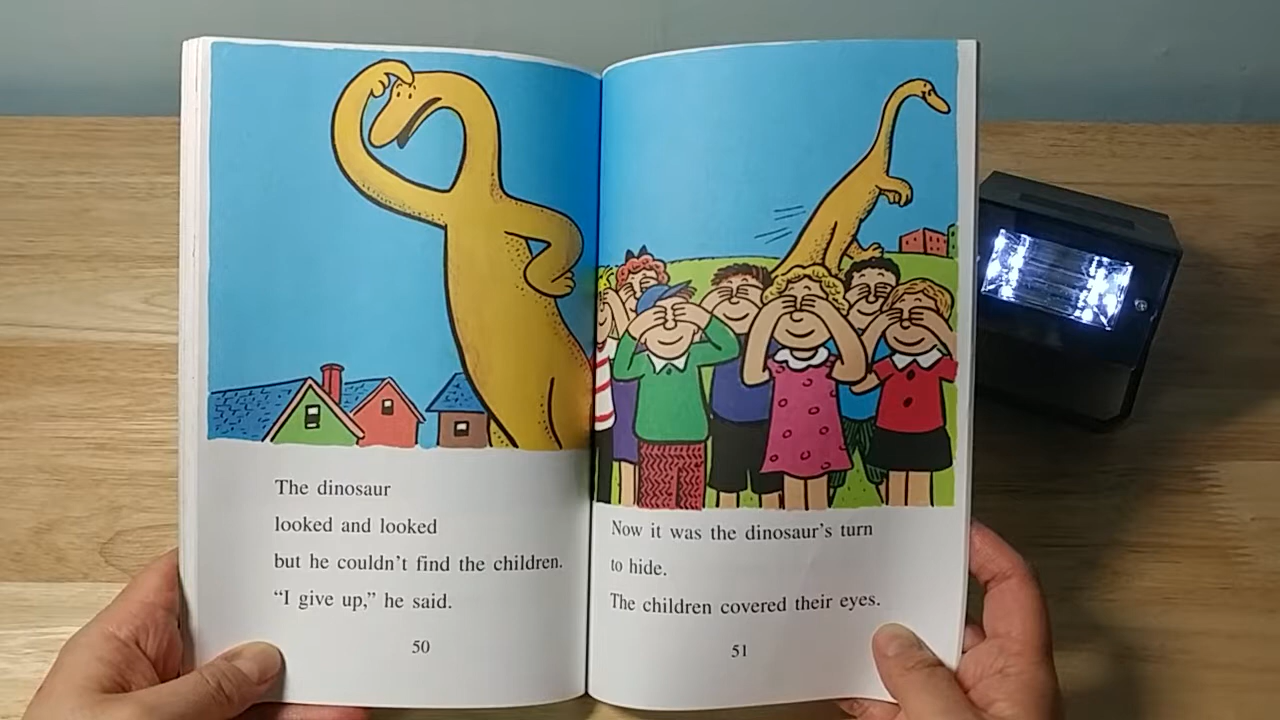 The dinosaur
looked and looked
but he couldn't find the children.
“I give up,” he said.
50
Now it was the dinosaur's turn
to hide.
The children covered their eyes.
51